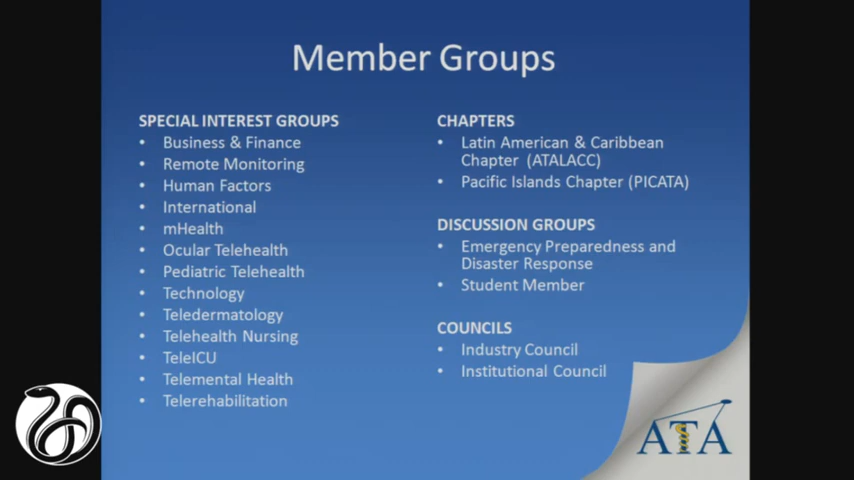 Member Groups
SPECIAL INTEREST GROUPS
• Business & Finance
• Remote Monitoring
• Human Factors
• International
• mHealth
• Ocular Telehealth
• Pediatric Telehealth
• Technology
• Teledermatology
• Telehealth Nursing
• TeleICU
• Telemental Health
• Telerehabilitation
CHAPTERS
• Latin American & Caribbean
Chapter (ATALACC)
• Pacific Islands Chapter (PICATA)
DISCUSSION GROUPS
• Emergency Preparedness and
Disaster Response
• Student Member
COUNCILS
• Industry Council
• Institutional Council
ATA